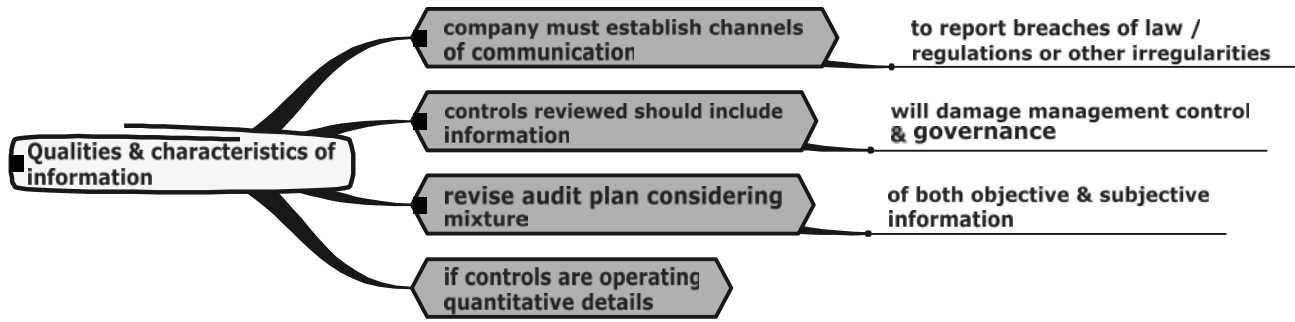 Qualities & characteristics of
information
company must establish channels
of communication
to report breaches of law /
regulations or other irregularities
controls reviewed should include
information
will damage management control
& governance
revise audit plan considering
mixture
of both objective & subjective
information
if controls are operating
quantitative details